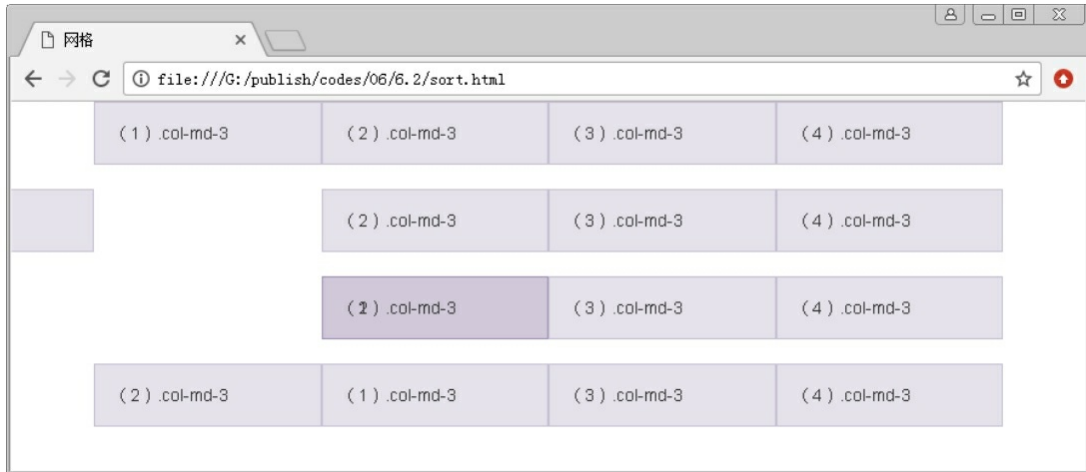 网格
file:///G:/publish/codes/06/6.2/sort.html
(1) .col-md-3 (2) .col-md-3 (3) .col-md-3 (4) .col-md-3
(2) .col-md-3 (3) .col-md-3 (4) .col-md-3
.col-md-3 (3) .col-md-3 (4) .col-md-3
(2) .col-md-3 (1) .col-md-3 (3) .col-md-3 (4) .col-md-3